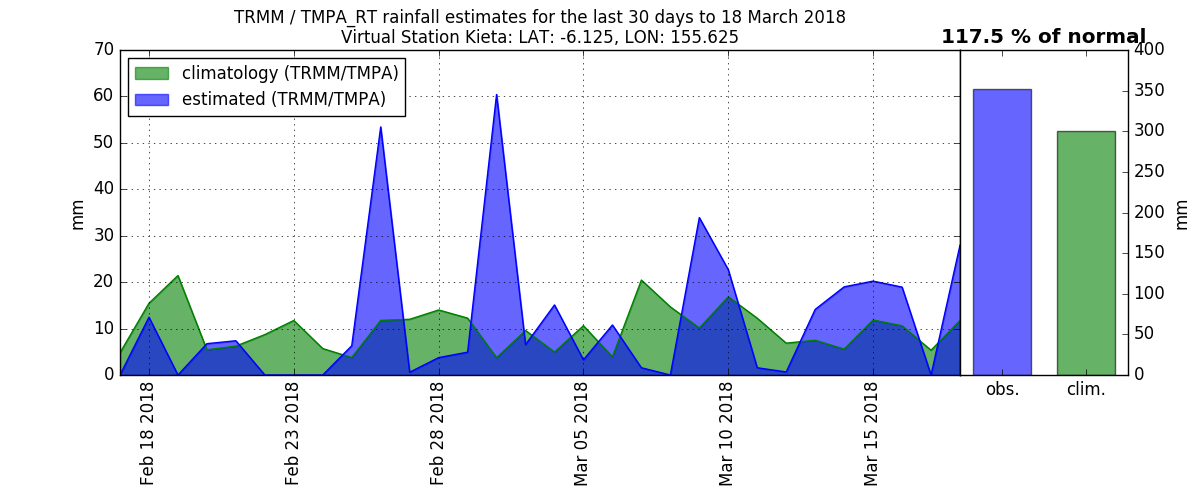 TRMM / TMPA_RT rainfall estimates for the last 30 days to 18 March 2018
Virtual Station Kieta: LAT: -6.125, LON: 155.625
117.5 % of normal
climatology (TRMM/TMPA)
estimated (TRMM/TMPA)
70
60
50
40
30
20
10
0
mm
Feb 18 2018
Feb 23 2018
Feb 28 2018
Mar 05 2018
Mar 10 2018
Mar 15 2018
400
350
300
250
200
150
100
50
0
mm
obs.
clim.